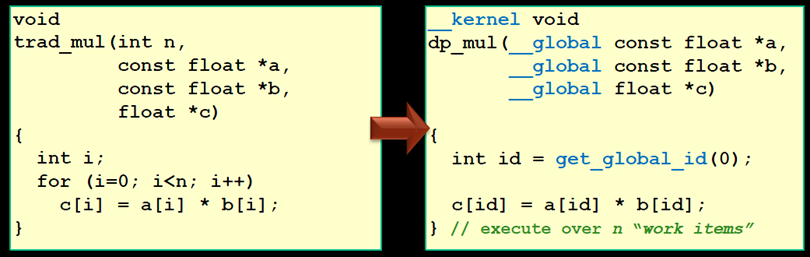 void
trad_mul(int n,
         const float *a,
         const float *b,
         float *c)
{
  int i;
  for (i=0; i<n; i++)
    c[i] = a[i] * b[i];
}
__kernel void
dp_mul(__global const float *a,
       __global const float *b,
       __global float *c)
{
  int id = get_global_id(0);
  c[id] = a[id] * b[id];
} // execute over n “work items”